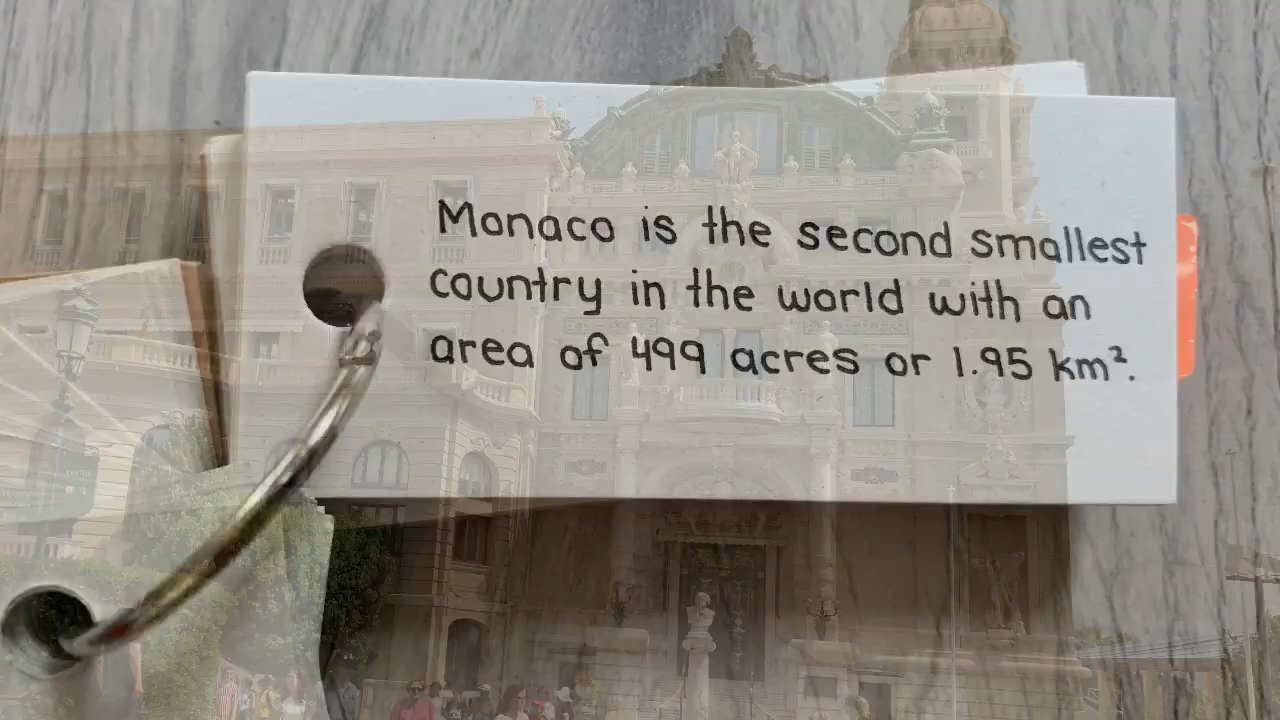 Monaco is the second smallest
country in the world with an
area of 499 acres or 1.95 km².